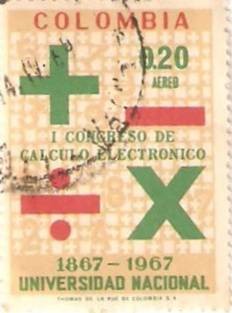 COLOMBIA
0.20
AEREO
I CONGRESO DE
CALCULO ELECTRONICO
1867-1967
UNIVERSIDAD NACIONAL
THOMAS DE LA RUE DE COLOMBIA S.A.